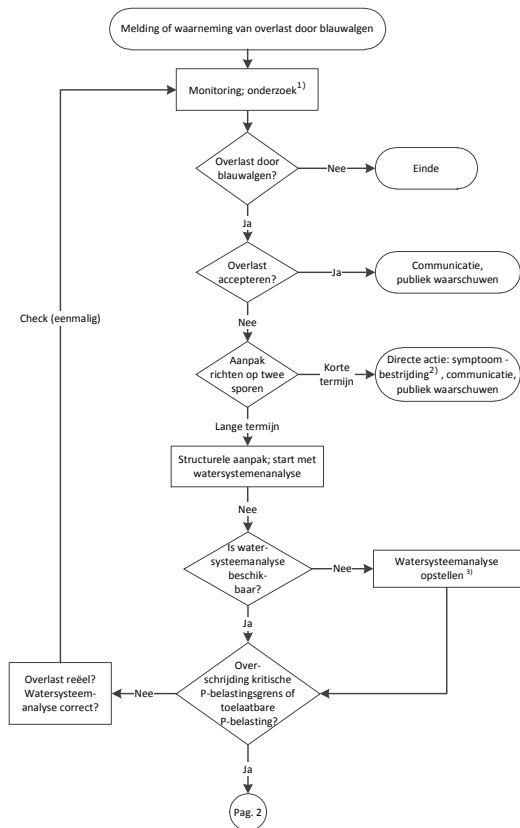 Melding of waarneming van overlast door blauwalgen
Monitoring; onderzoek1)
Overlast door
blauwalgen?
Nee
Einde
Ja
Overlast
accepteren?
Ja
Communicatie,
publiek waarschuwen
Check (eenmalig)
Nee
Aanpak
richten op twee
sporen
Korte
termijn
Directe actie: symptoom -
bestrijding2) , communicatie,
publiek waarschuwen
Lange termijn
Structurele aanpak; start met
watersystemenanalyse
Nee
Is water-
systeemanalyse
beschik-
baar?
Nee
Watersysteemanalyse
opstellen 3)
Ja
Over-
schrijding kritische
P-belastingsgrens of
toelaatbare
P-belasting?
Nee
Overlast reëel?
Watersysteem-
analyse correct?
Ja
Pag. 2